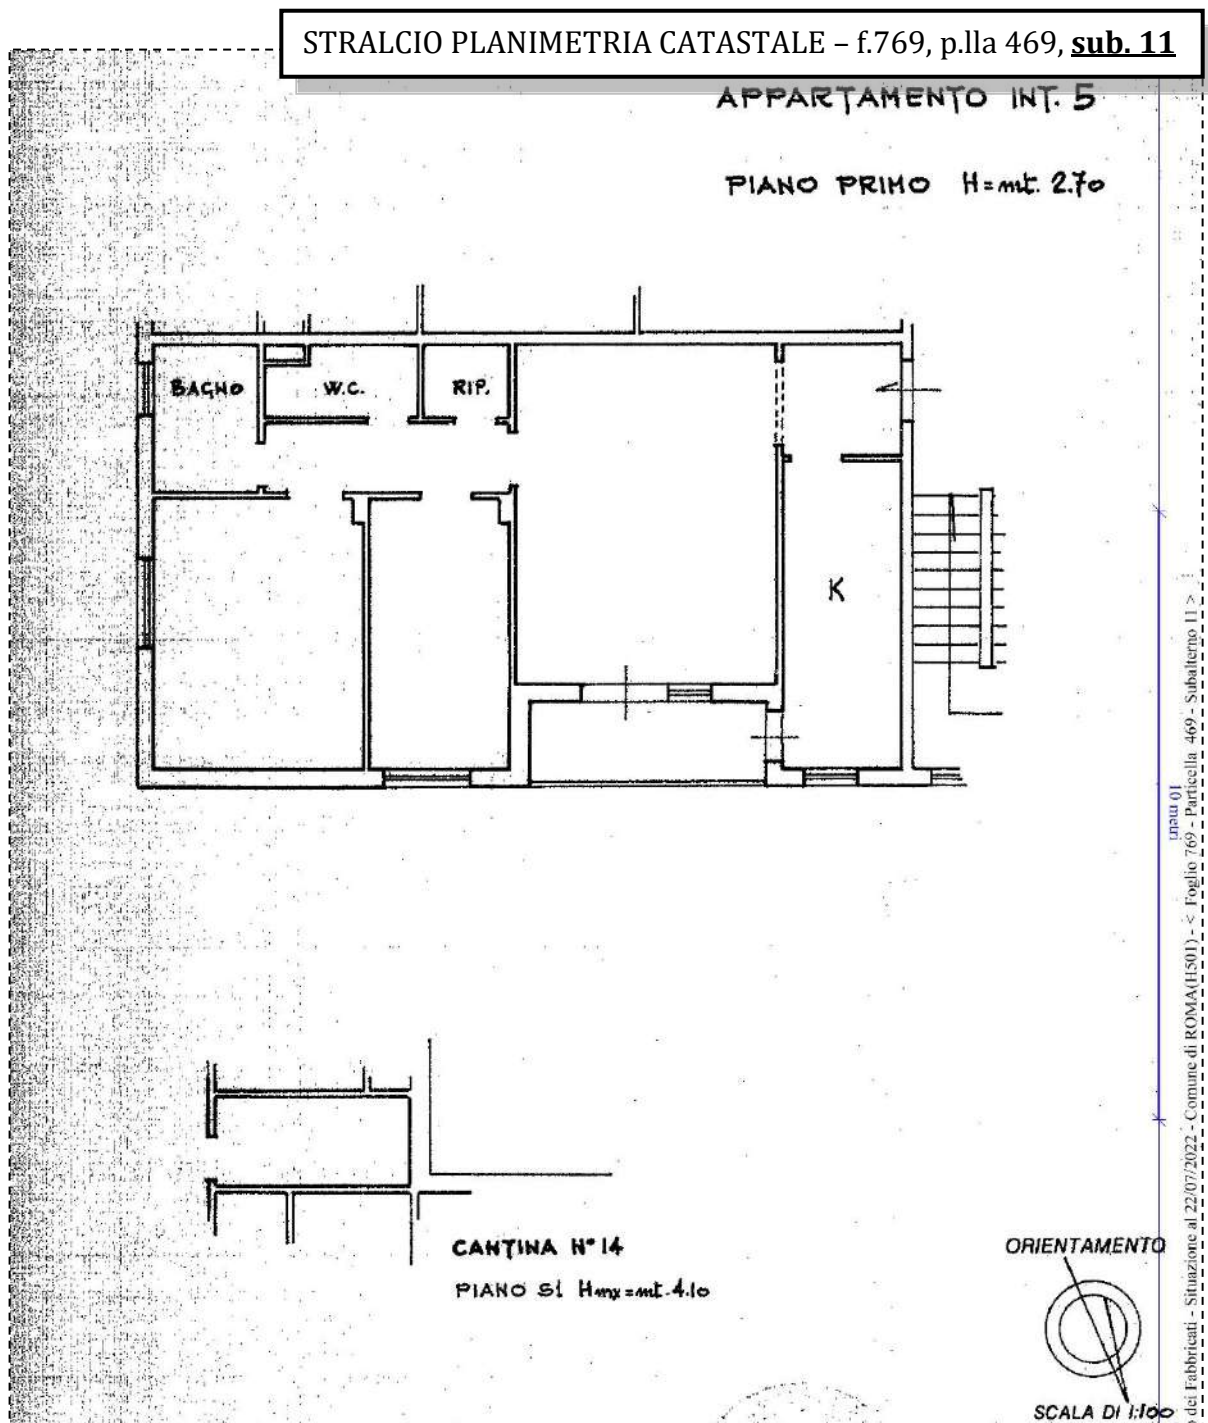 STRALCIO PLANIMETRIA CATASTALE – f.769, p.lla 469, sub. 11
APPARTAMENTO INT. 5
PIANO PRIMO H=mt. 2.70
BAGNO
W.C.
RIP.
K
10 metri
dei Fabbricati - Situazione al 22/07/2022 - Comune di ROMA(H501) - < Foglio 769 - Particella 469 - Subalterno 11 >
CANTINA N° 14
PIANO S1 Hmx=mt. 4.10
ORIENTAMENTO
SCALA DI 1:100